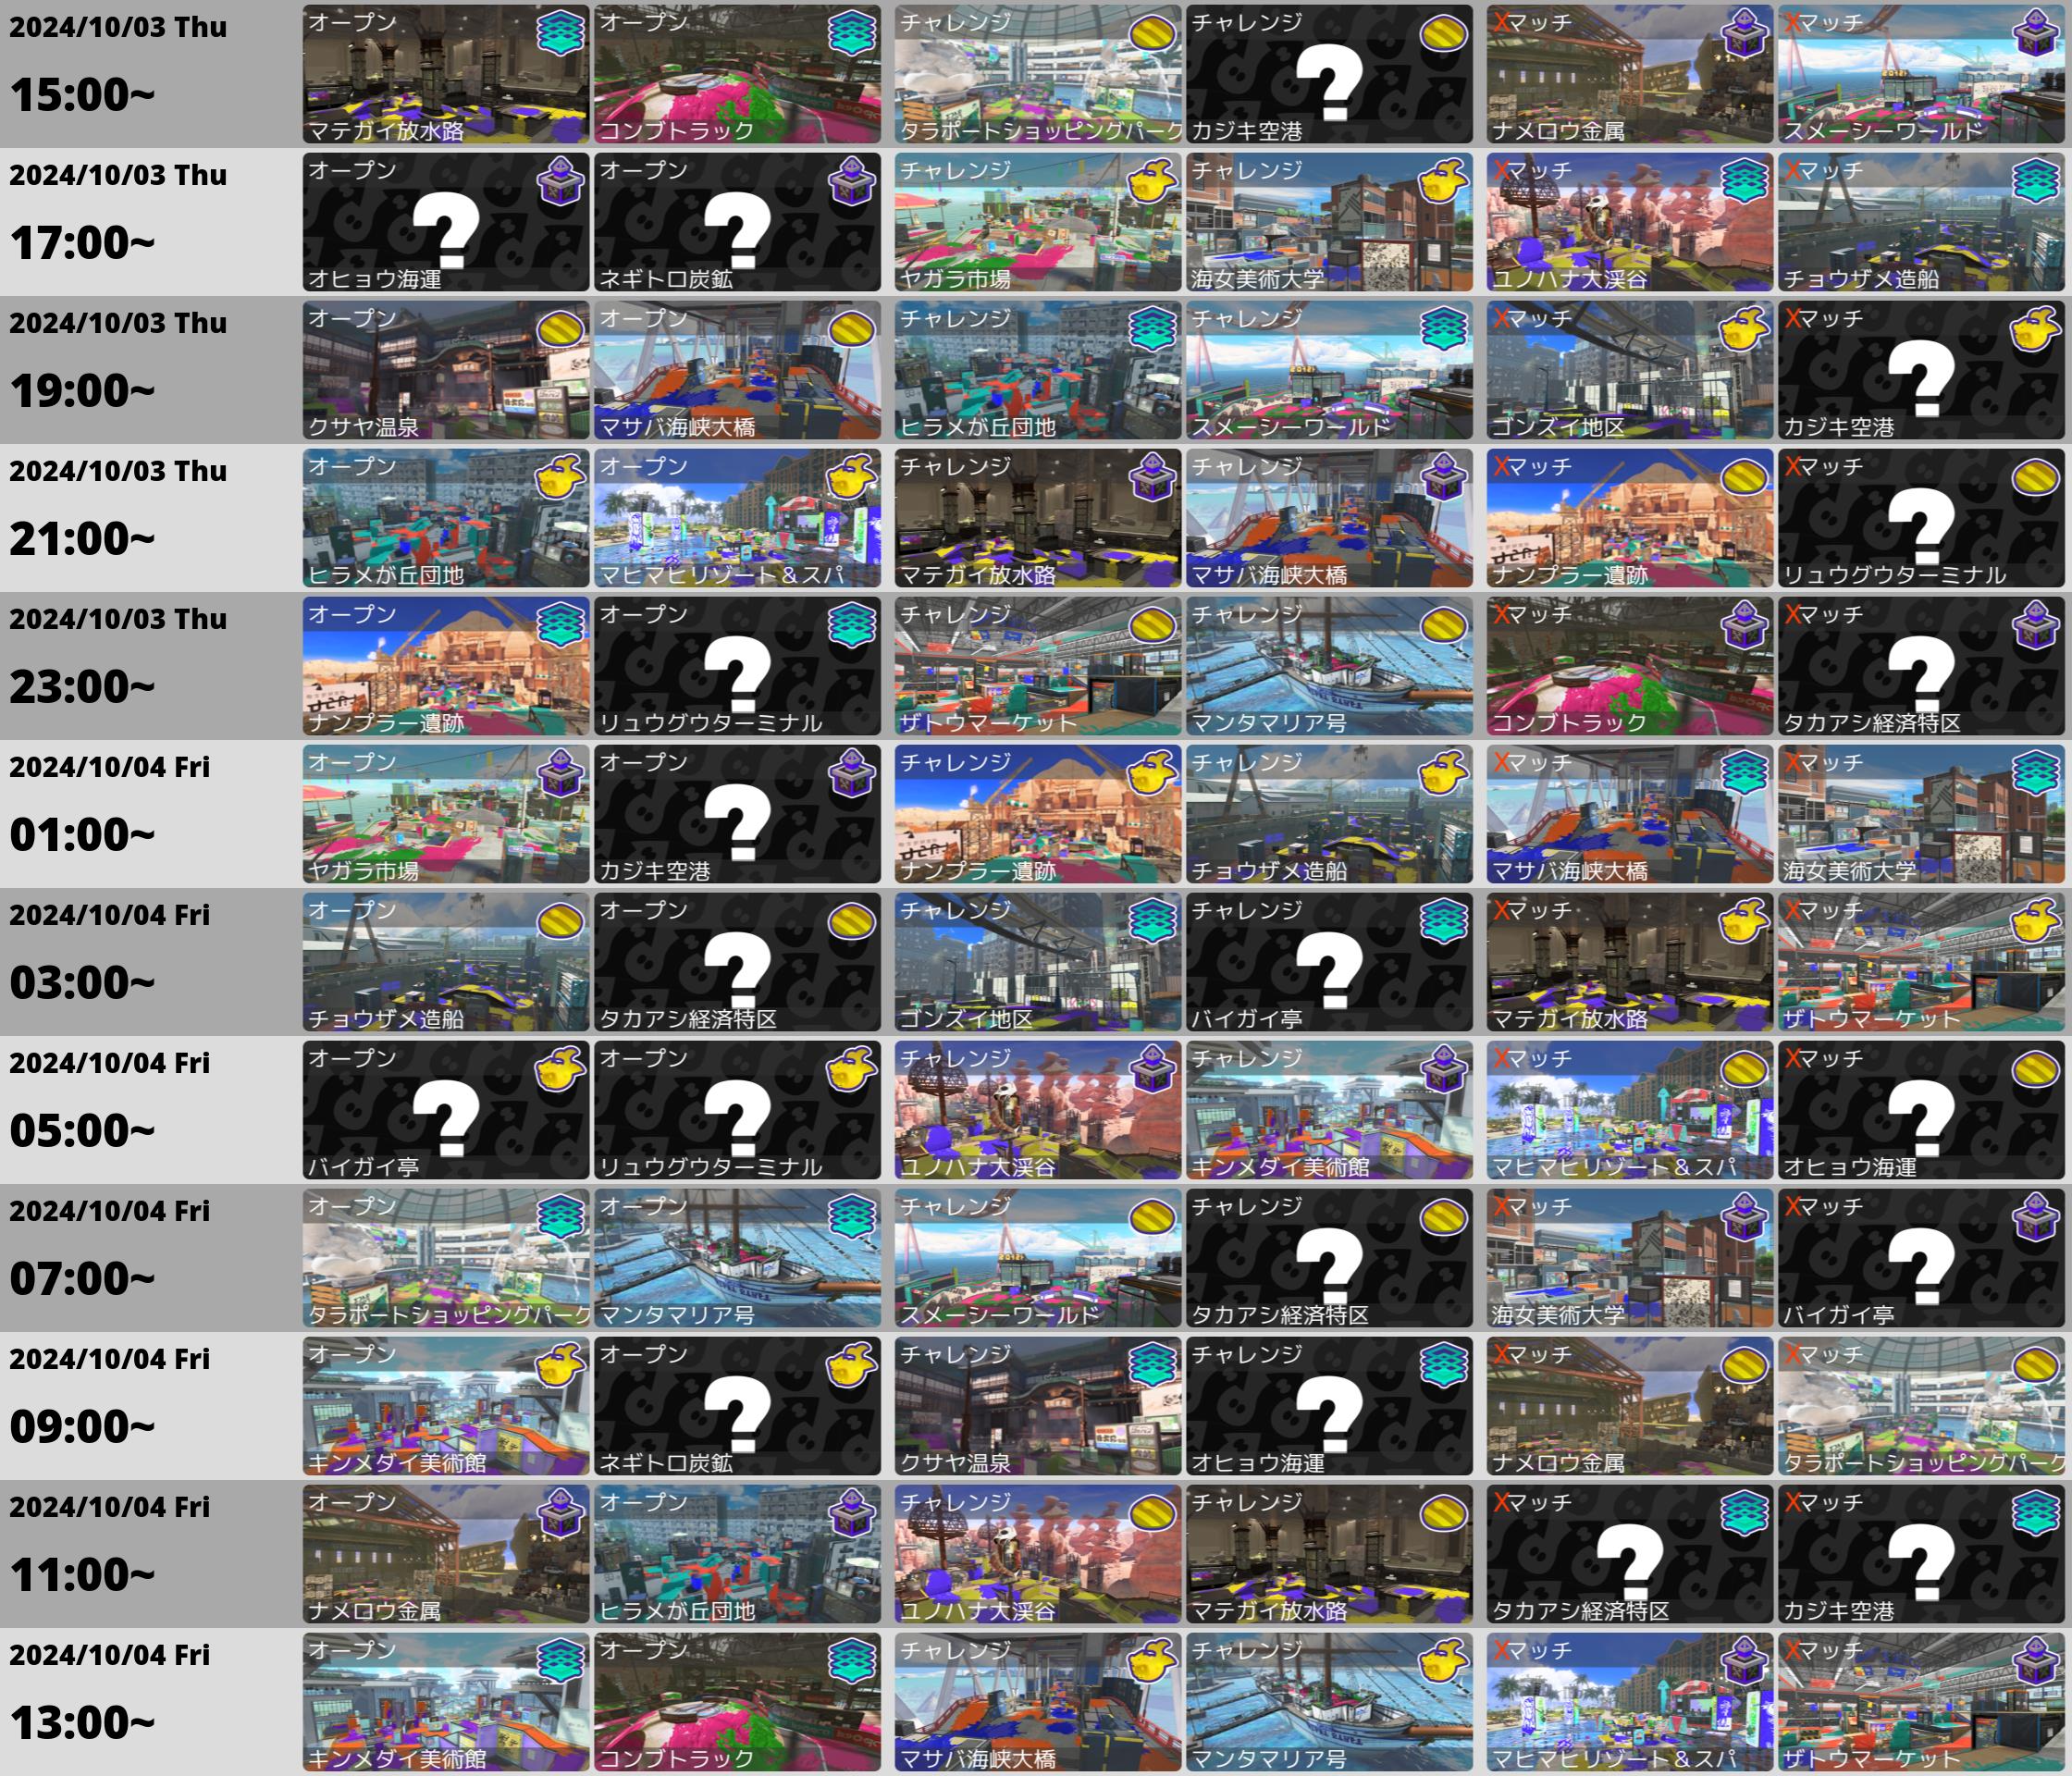 2024/10/03 Thu
15:00~
オープン
マテガイ放水路
オープン
コンブトラック
チャレンジ
タラポートショッピングパーク
チャレンジ
カジキ空港
Xマッチ
ナメロウ金属
Xマッチ
スメーシーワールド
2024/10/03 Thu
17:00~
オープン
オヒョウ海運
オープン
ネギトロ炭鉱
チャレンジ
ヤガラ市場
チャレンジ
海女美術大学
Xマッチ
ユノハナ大渓谷
Xマッチ
チョウザメ造船
2024/10/03 Thu
19:00~
オープン
クサヤ温泉
オープン
マサバ海峡大橋
チャレンジ
ヒラメが丘団地
チャレンジ
スメーシーワールド
Xマッチ
ゴンズイ地区
Xマッチ
カジキ空港
2024/10/03 Thu
21:00~
オープン
ヒラメが丘団地
オープン
マヒマヒリゾート&スパ
チャレンジ
マテガイ放水路
チャレンジ
マサバ海峡大橋
Xマッチ
ナンプラー遺跡
Xマッチ
リュウグウターミナル
2024/10/03 Thu
23:00~
オープン
ナンプラー遺跡
オープン
リュウグウターミナル
チャレンジ
ザトウマーケット
チャレンジ
マンタマリア号
Xマッチ
コンブトラック
Xマッチ
タカアシ経済特区
2024/10/04 Fri
01:00~
オープン
ヤガラ市場
オープン
カジキ空港
チャレンジ
ナンプラー遺跡
チャレンジ
チョウザメ造船
Xマッチ
マサバ海峡大橋
Xマッチ
海女美術大学
2024/10/04 Fri
03:00~
オープン
チョウザメ造船
オープン
タカアシ経済特区
チャレンジ
ゴンズイ地区
チャレンジ
バイガイ亭
Xマッチ
マテガイ放水路
Xマッチ
ザトウマーケット
2024/10/04 Fri
05:00~
オープン
バイガイ亭
オープン
リュウグウターミナル
チャレンジ
ユノハナ大渓谷
チャレンジ
キンメダイ美術館
Xマッチ
マヒマヒリゾート&スパ
Xマッチ
オヒョウ海運
2024/10/04 Fri
07:00~
オープン
タラポートショッピングパーク
オープン
マンタマリア号
チャレンジ
スメーシーワールド
チャレンジ
タカアシ経済特区
Xマッチ
海女美術大学
Xマッチ
バイガイ亭
2024/10/04 Fri
09:00~
オープン
キンメダイ美術館
オープン
ネギトロ炭鉱
チャレンジ
クサヤ温泉
チャレンジ
オヒョウ海運
Xマッチ
ナメロウ金属
Xマッチ
タラポートショッピングパーク
2024/10/04 Fri
11:00~
オープン
ナメロウ金属
オープン
ヒラメが丘団地
チャレンジ
ユノハナ大渓谷
チャレンジ
マテガイ放水路
Xマッチ
タカアシ経済特区
Xマッチ
カジキ空港
2024/10/04 Fri
13:00~
オープン
キンメダイ美術館
オープン
コンブトラック
チャレンジ
マサバ海峡大橋
チャレンジ
マンタマリア号
Xマッチ
マヒマヒリゾート&スパ
Xマッチ
ザトウマーケット